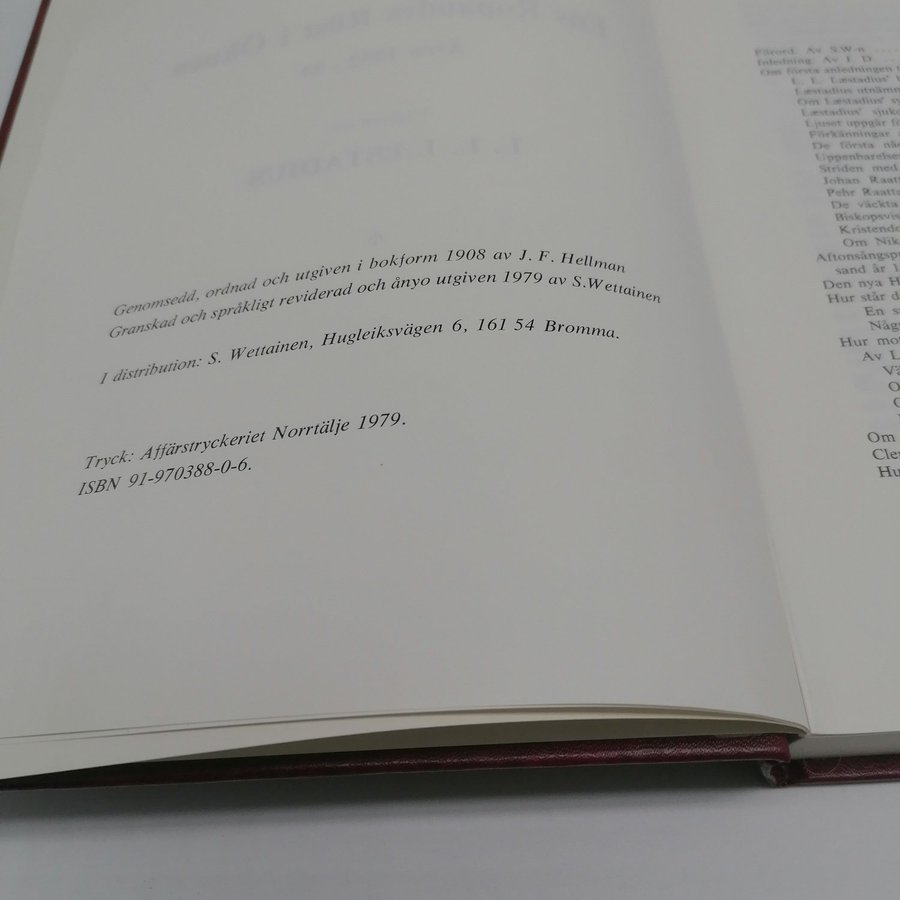 Genomsedd, ordnad och utgiven i bokform 1908 av J. F. Hellman
Granskad och språkligt reviderad och ånyo utgiven 1979 av S.Wettainen
I distribution: S. Wettainen, Hugleiksvägen 6, 161 54 Bromma.
Tryck: Affärstryckeriet Norrtälje 1979.
ISBN 91-970388-0-6.
Förord. Av S.W-n ....
Inledning. Av J. D. ...
Om första anledningen
L. L. Læstadius'
Læstadius utnämn
Om Læstadius'
Læstadius' sjuk
Ljuset uppgår
Förkänningar
De första
Uppenbarelser
Striden med
Johan Raatt
Pehr Raatta
De väckta
Biskopsvis
Kristend
Om Nik
Aftonsångsp
sand år 1
Den nya H
Hur står d
En s
Någ
Hur mot
Av L
Vä
O
Om
Cle
Hu